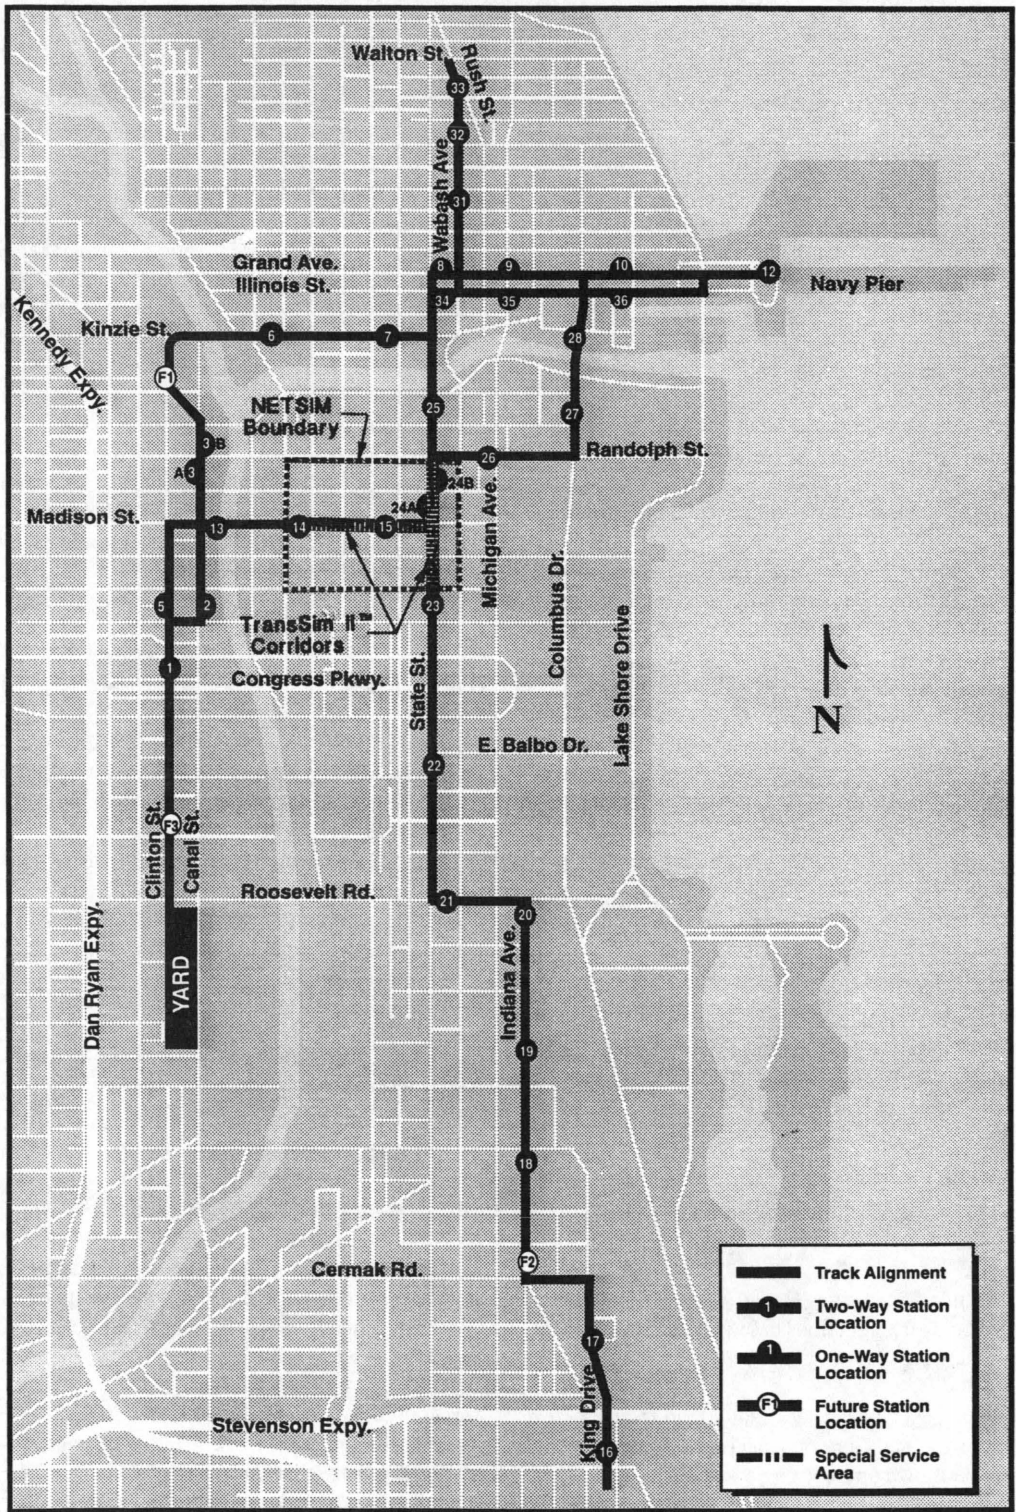 Walton St.
Rush St.
33
32
Wabash Ave
31
8
9
10
12
Grand Ave.
Illinois St.
Navy Pier
34
35
36
Kinzie St.
6
7
28
Kennedy Expy.
F1
NETSIM
Boundary
25
27
3
B
Randolph St.
26
A
3
24B
24A
Madison St.
13
14
15
Michigan Ave.
Columbus Dr.
5
2
23
TransSim II™
Corridors
Lake Shore Drive
1
Congress Pkwy.
State St.
N
E. Balbo Dr.
22
Clinton St.
F3
Canal St.
Roosevelt Rd.
21
20
Dan Ryan Expy.
YARD
Indiana Ave.
19
18
Cermak Rd.
F2
17
King Drive
Stevenson Expy.
16
Track Alignment
1
Two-Way Station
Location
1
One-Way Station
Location
F1
Future Station
Location
Special Service
Area